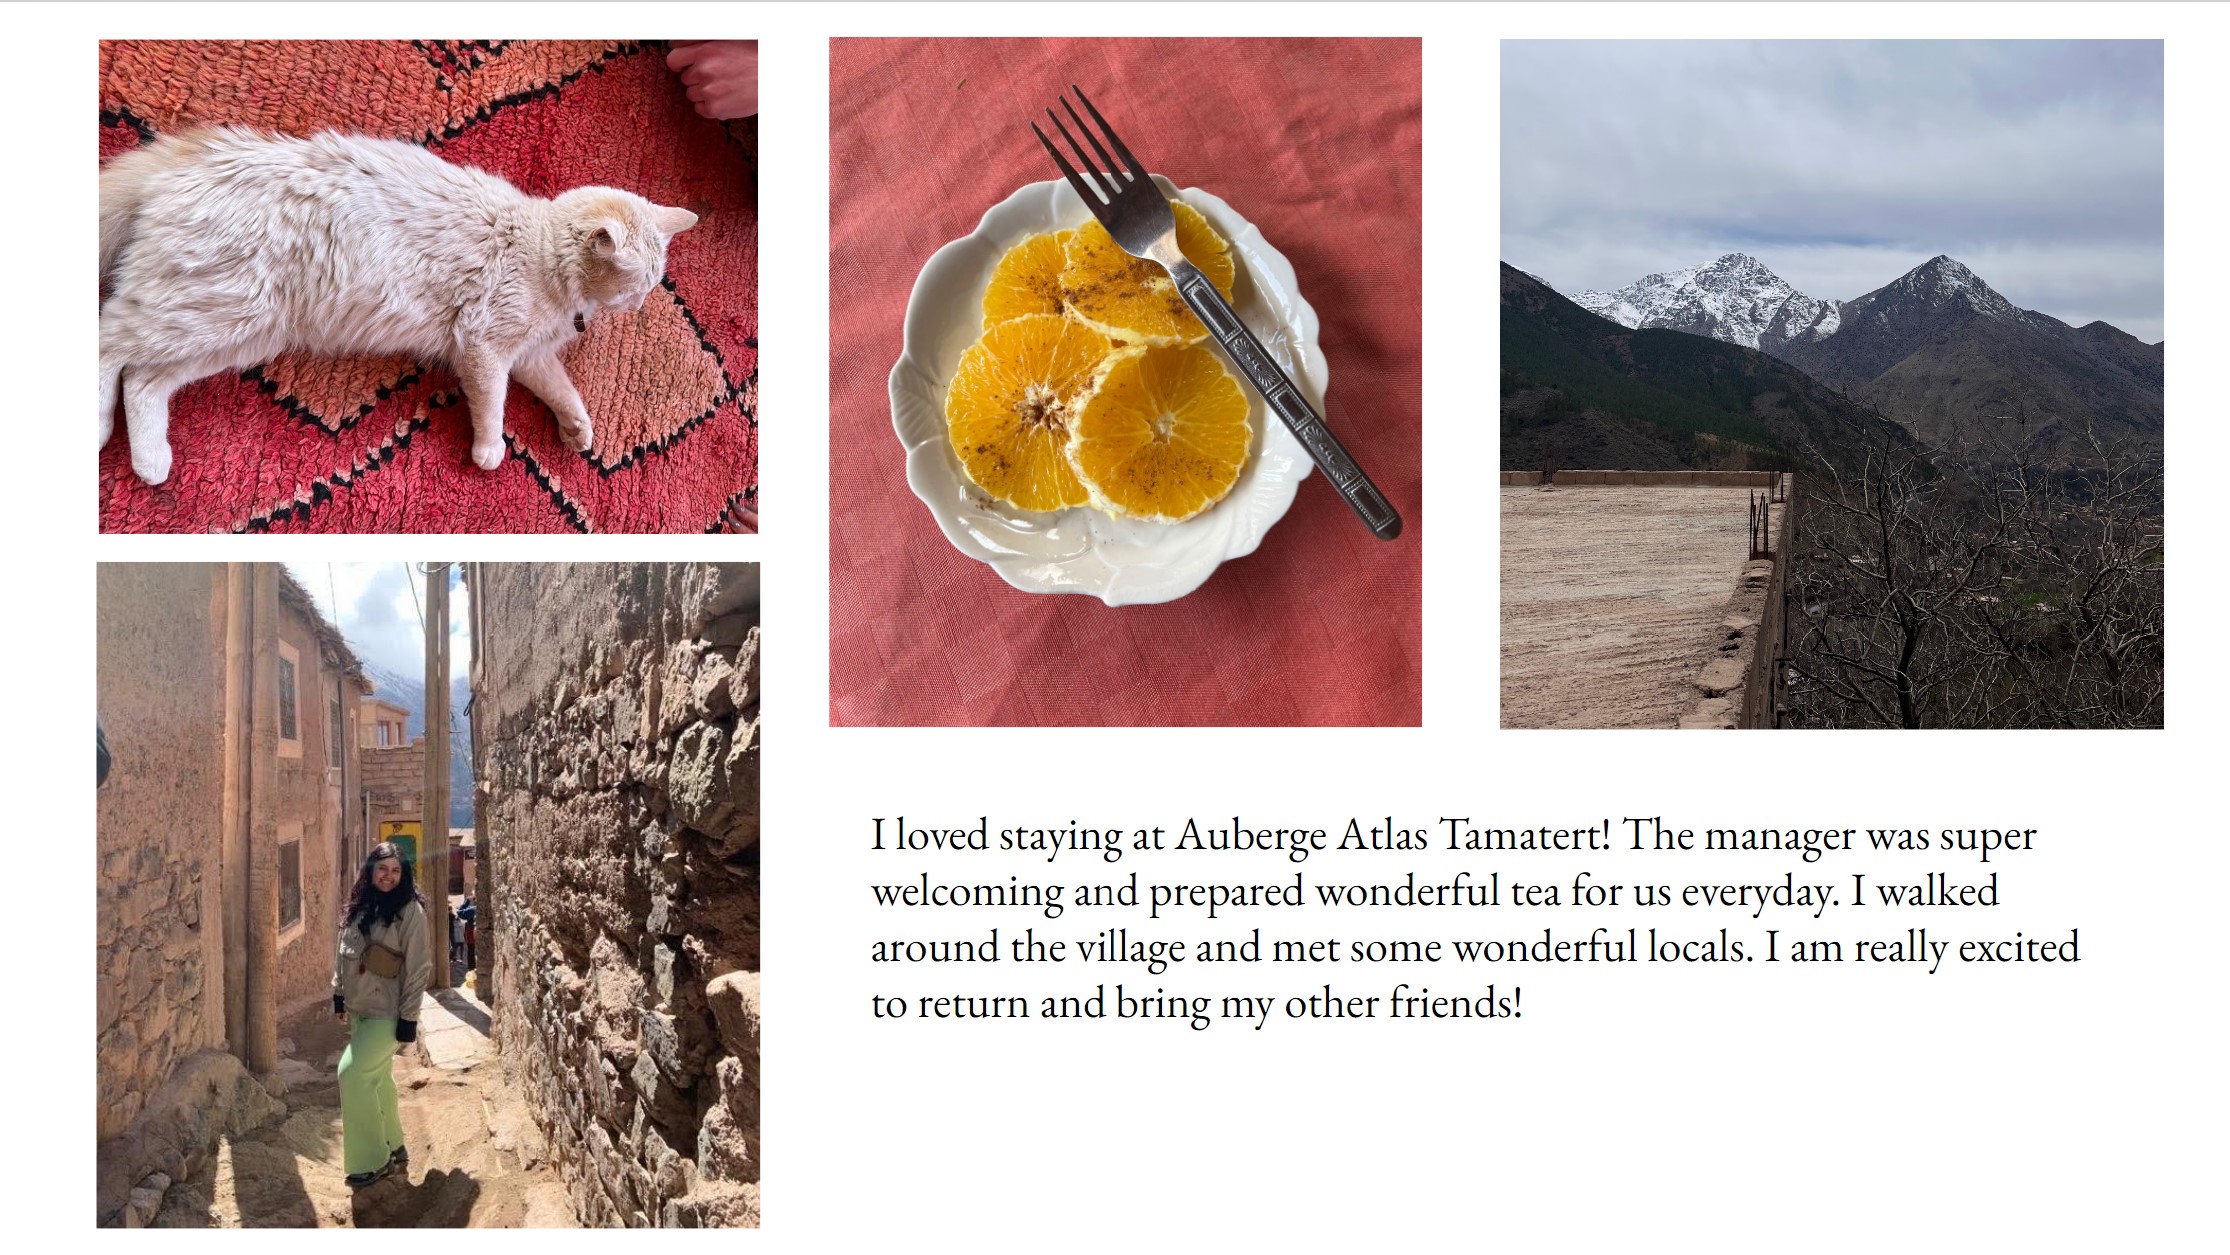 I loved staying at Auberge Atlas Tamatert! The manager was super
welcoming and prepared wonderful tea for us everyday. I walked
around the village and met some wonderful locals. I am really excited
to return and bring my other friends!